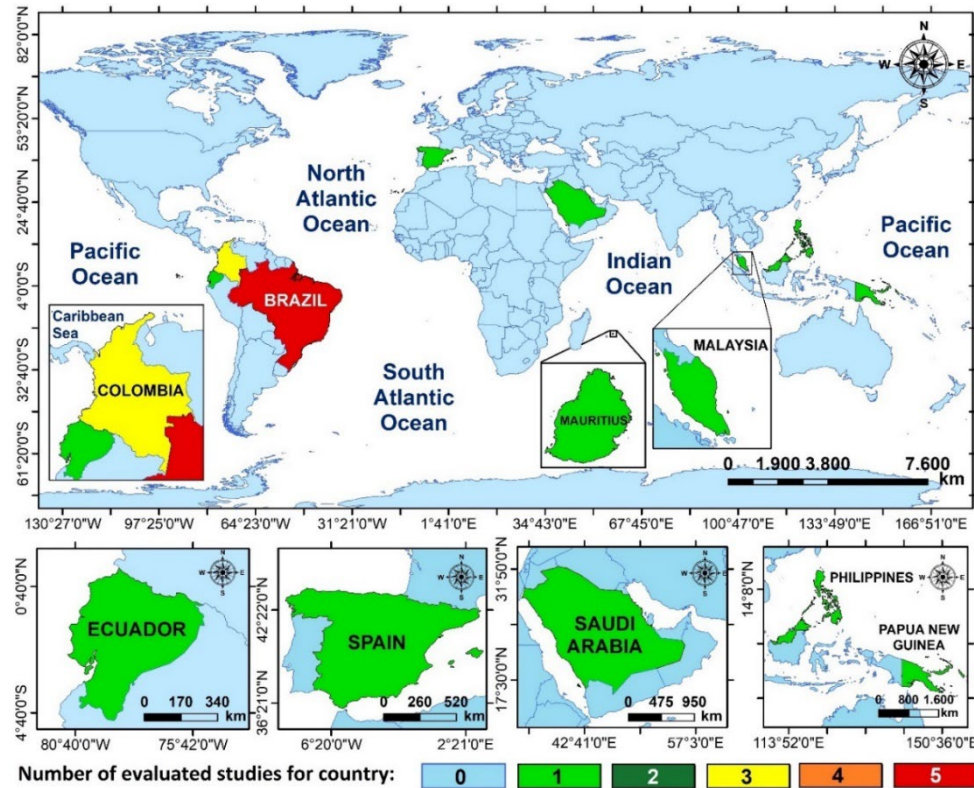 82°0'0"N
53°20'0"N
24°40'0"N
4°0'0"S
32°40'0"S
61°20'0"S
N
W E
S
North
Atlantic
Ocean
Pacific
Ocean
Pacific
Ocean
Indian
Ocean
BRAZIL
South
Atlantic
Ocean
Caribbean
Sea
COLOMBIA
MAURITIUS
MALAYSIA
0 1.900 3.800 7.600
km
130°27'0"W 97°25'0"W 64°23'0"W 31°21'0"W 1°41'0"E 34°43'0"E 67°45'0"E 100°47'0"E 133°49'0"E 166°51'0"E
0°40'0"N
4°40'0"S
N
W E
S
ECUADOR
0 170 340
km
80°40'0"W 75°42'0"W
42°22'0"N
36°21'0"N
N
W E
S
SPAIN
0 260 520
km
6°20'0"W 2°21'0"E
31°50'0"N
17°30'0"N
N
W E
S
SAUDI
ARABIA
0 475 950
km
42°41'0"E 57°3'0"E
14°8'0"N
N
W E
S
PHILIPPINES
PAPUA NEW
GUINEA
0 800 1.600
km
113°52'0"E 150°36'0"E
Number of evaluated studies for country: 0 1 2 3 4 5